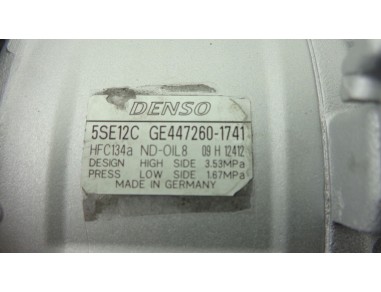 DENSO
5SE12C GE447260-1741
HFC134a ND-OIL8 09 H 12412
DESIGN HIGH SIDE 3.53MPa
PRESS LOW SIDE 1.67MPa
MADE IN GERMANY